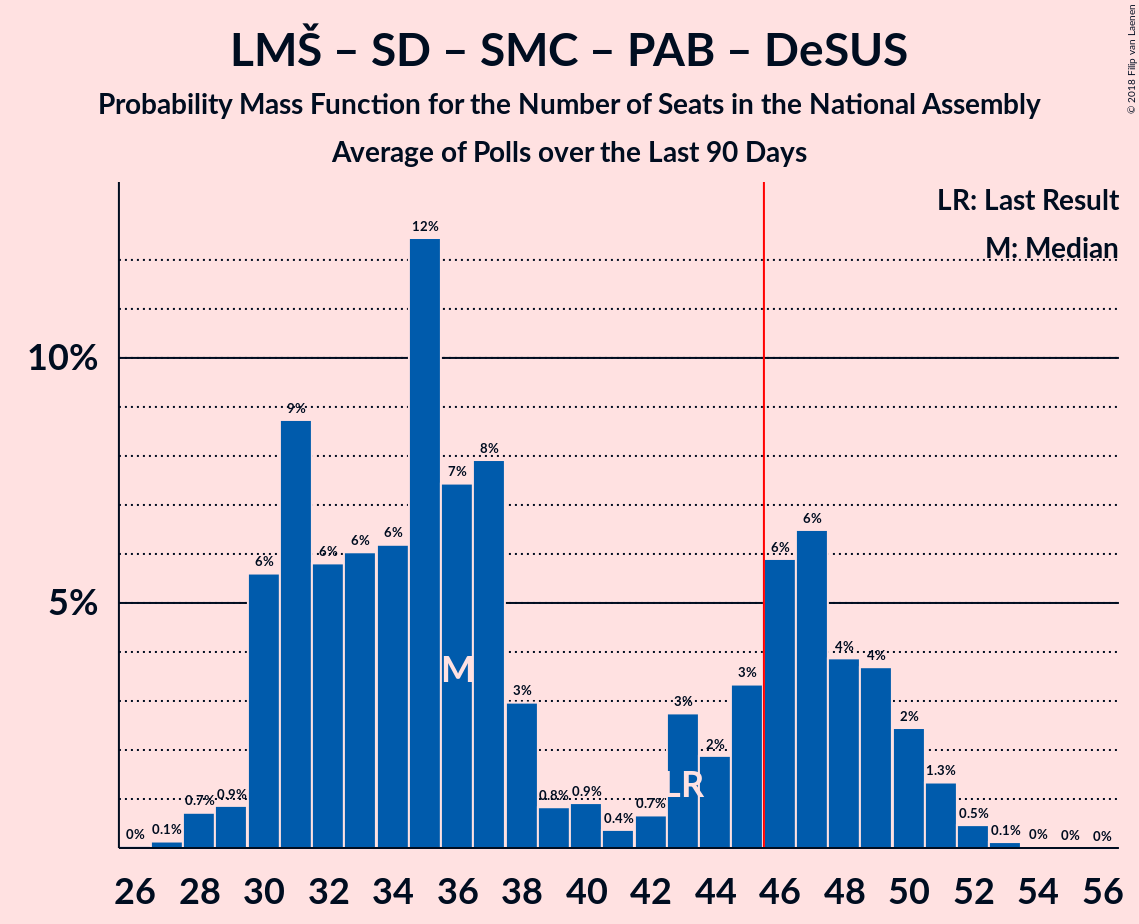 LMŠ – SD – SMC – PAB – DeSUS
Probability Mass Function for the Number of Seats in the National Assembly
Average of Polls over the Last 90 Days
© 2018 Filip van Laenen
LR: Last Result
M: Median
10%
5%
0% 0.1% 0.7% 0.9% 6% 9% 6% 6% 6% 12% 7% 8% 3% 0.8% 0.9% 0.4% 0.7% 3% 2% 3% 6% 6% 4% 4% 2% 1.3% 0.5% 0.1% 0% 0% 0%
M
LR
26 28 30 32 34 36 38 40 42 44 46 48 50 52 54 56